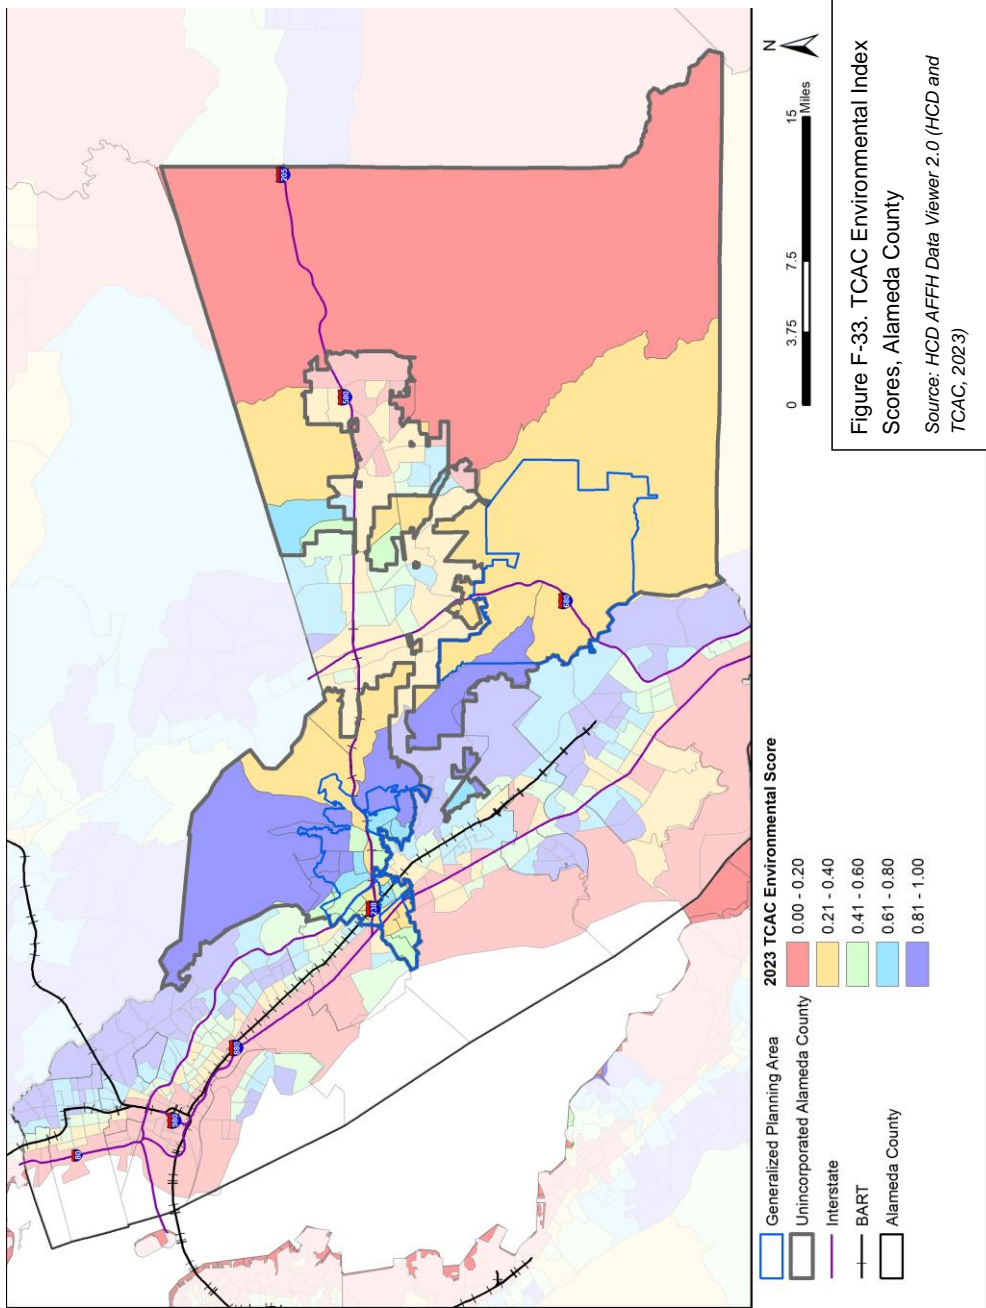 205
580
680
238
880
980
80
N
0
3.75
7.5
15
Miles
Generalized Planning Area
Unincorporated Alameda County
Interstate
BART
Alameda County
2023 TCAC Environmental Score
0.00 - 0.20
0.21 - 0.40
0.41 - 0.60
0.61 - 0.80
0.81 - 1.00
Figure F-33. TCAC Environmental Index
Scores, Alameda County
Source: HCD AFFH Data Viewer 2.0 (HCD and
TCAC, 2023)